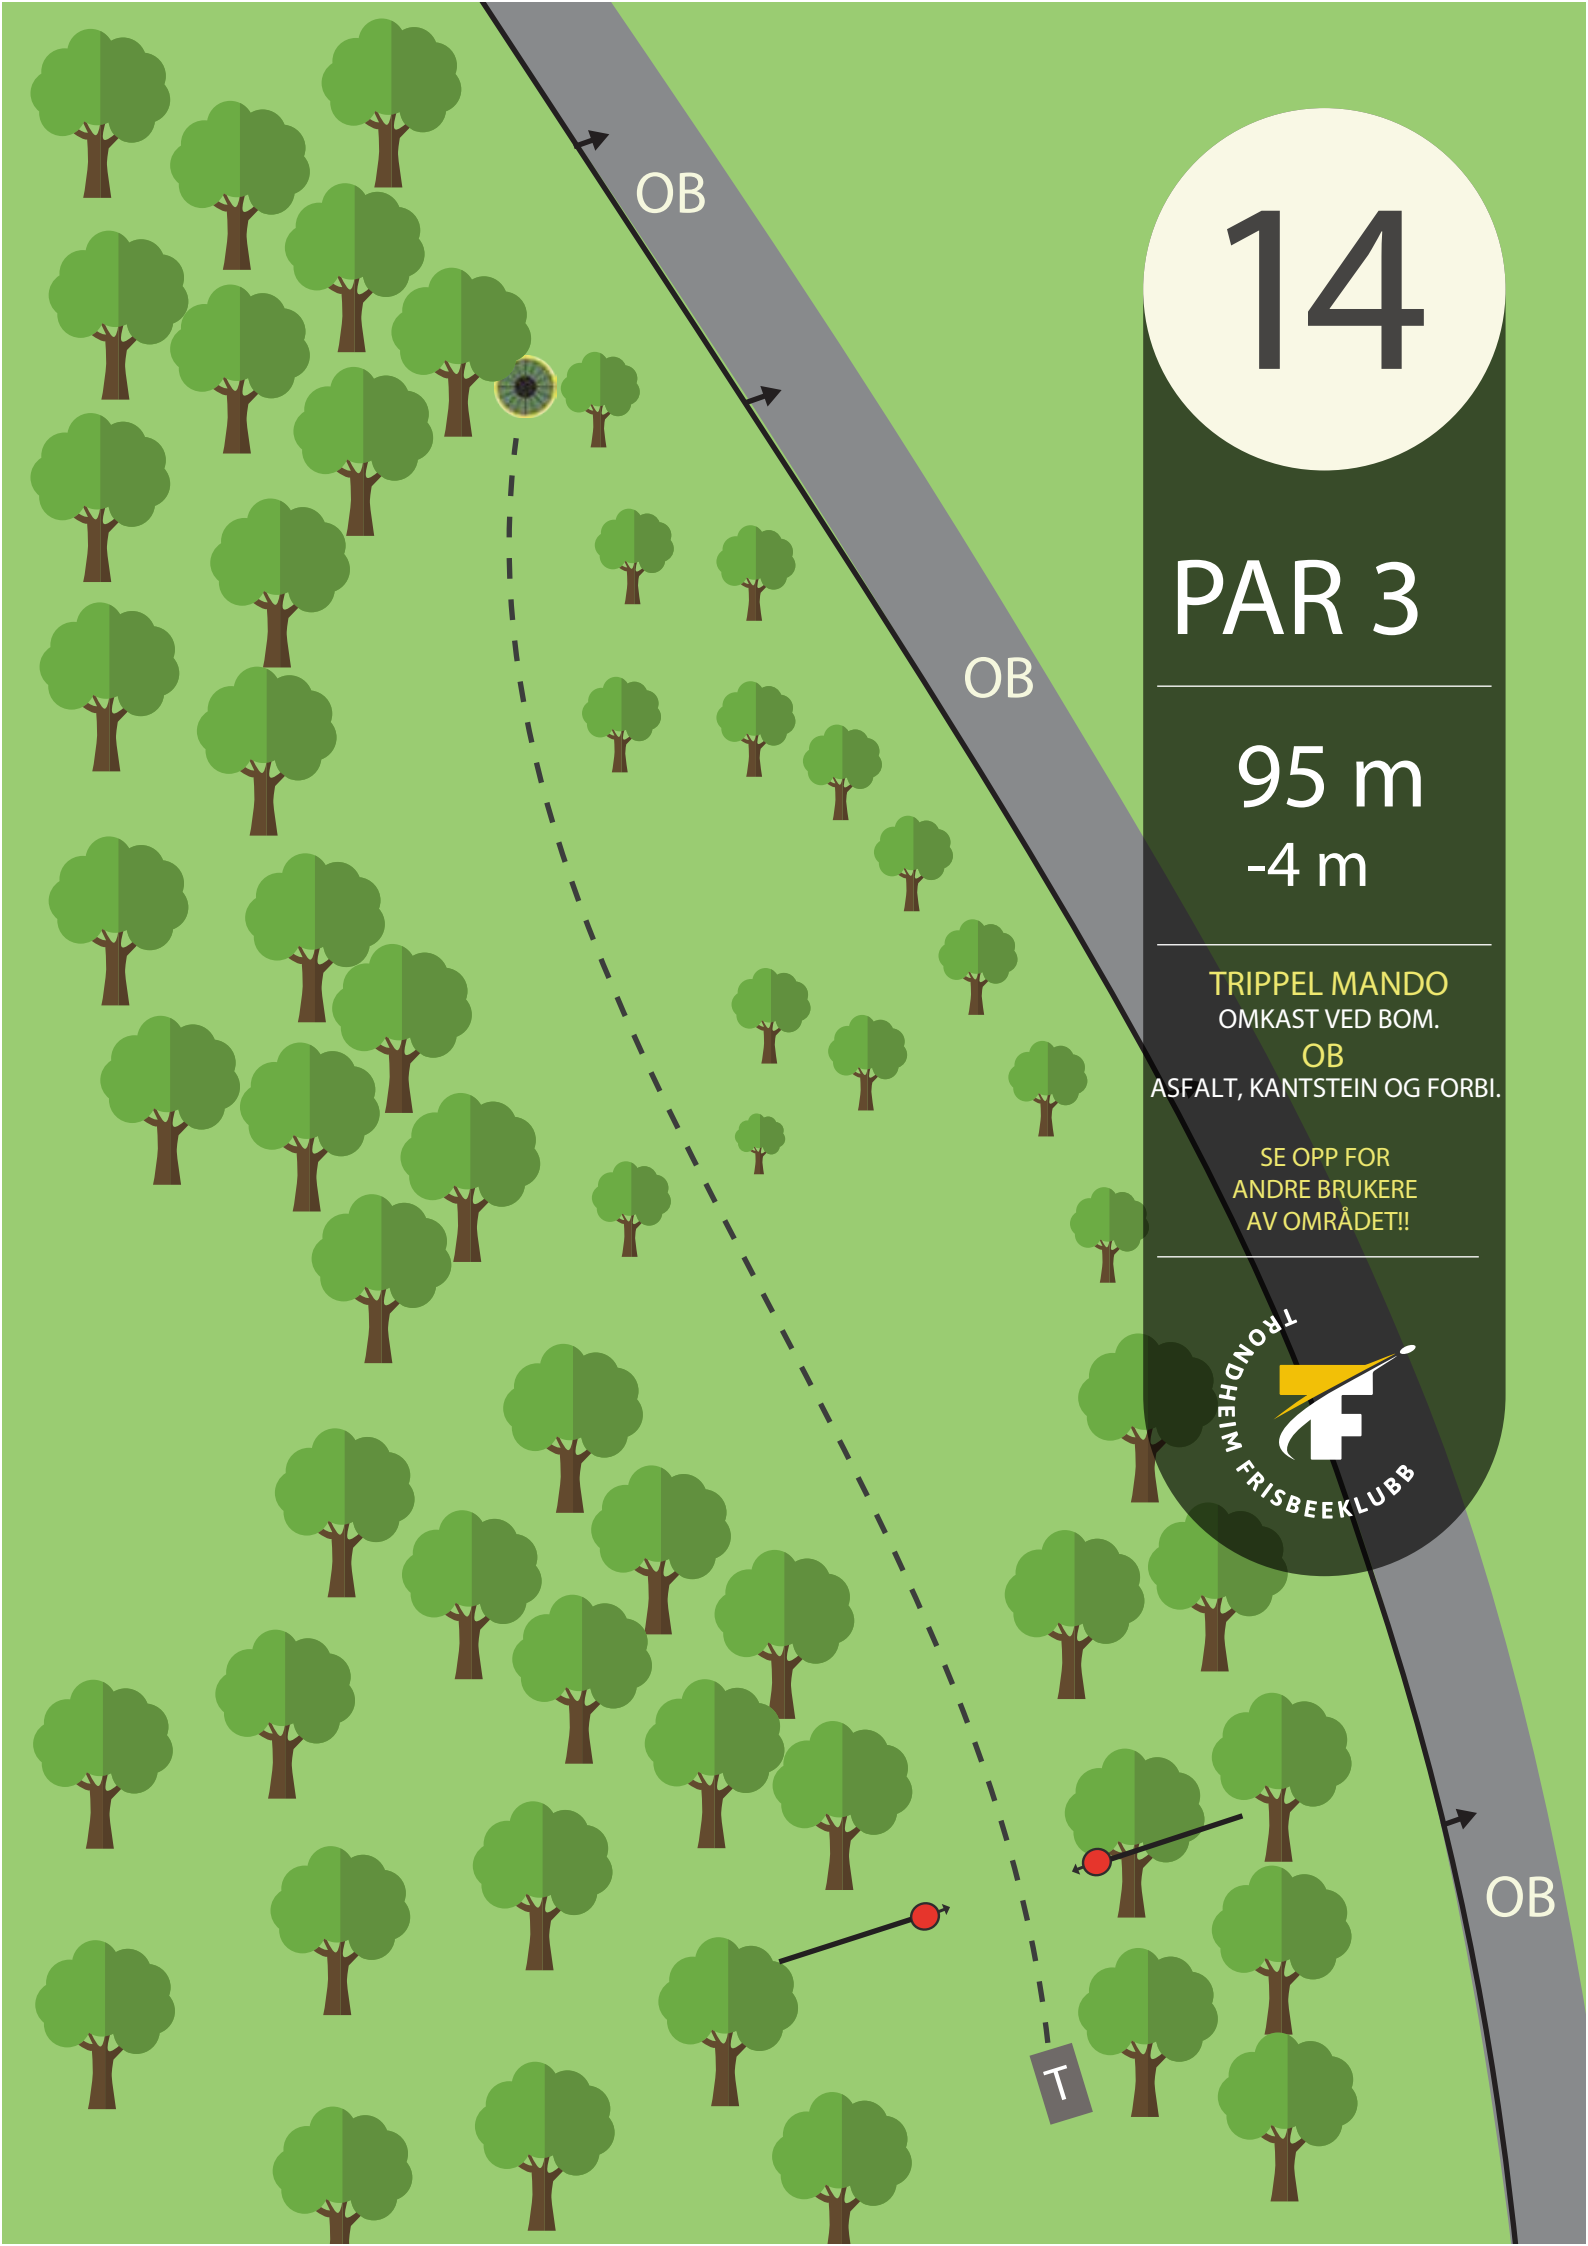 OB
14
PAR 3
OB
95 m
-4 m
TRIPPEL MANDO
OMKAST VED BOM.
OB
ASFALT, KANTSTEIN OG FORBI.
SE OPP FOR
ANDRE BRUKERE
AV OMRÅDET!!
TRONDHEIM FRISBEEKLUBB
TF
OB
T